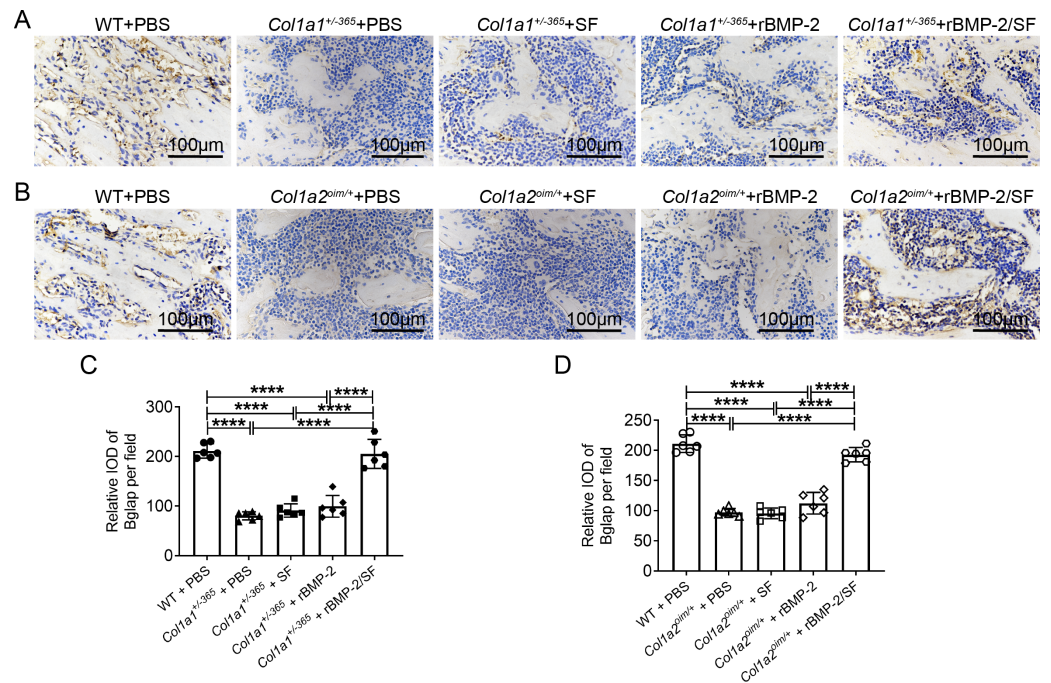 A
WT+PBS
Col1a1+/-365+PBS
Col1a1+/-365+SF
Col1a1+/-365+rBMP-2
Col1a1+/-365+rBMP-2/SF
100μm
100μm
100μm
100μm
100μm
B
WT+PBS
Col1a2oim/++PBS
Col1a2oim/++SF
Col1a2oim/++rBMP-2
Col1a2oim/++rBMP-2/SF
100μm
100μm
100μm
100μm
100μm
C
**** ****
**** ****
**** ****
Relative IOD of
Bglap per field
300
200
100
0
WT + PBS
Col1a1+/-365 + PBS
Col1a1+/-365 + SF
Col1a1+/-365 + rBMP-2
Col1a1+/-365 + rBMP-2/SF
D
**** ****
**** ****
**** ****
Relative IOD of
Bglap per field
250
200
150
100
50
0
WT + PBS
Col1a2oim/+ + PBS
Col1a2oim/+ + SF
Col1a2oim/+ + rBMP-2
Col1a2oim/+ + rBMP-2/SF